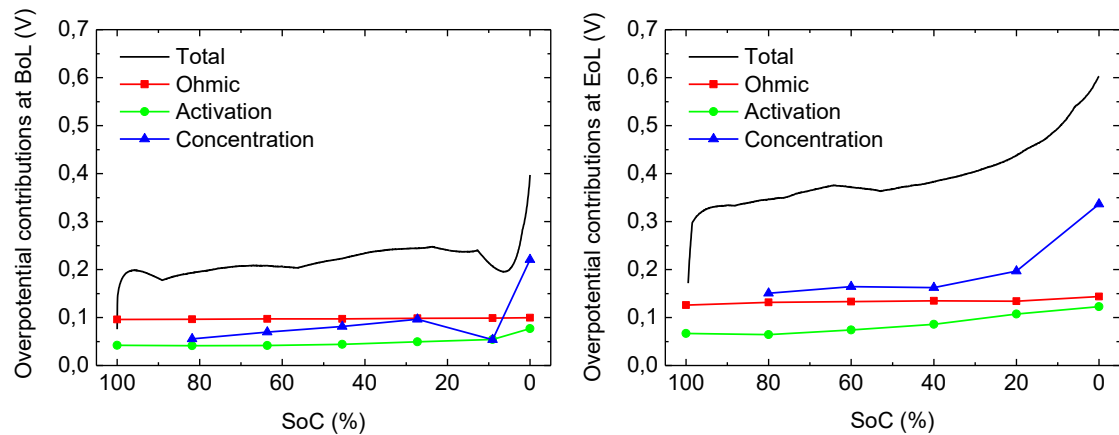 Overpotential contributions at BoL (V)
0,7
0,6
0,5
0,4
0,3
0,2
0,1
0,0
Total
Ohmic
Activation
Concentration
100 80 60 40 20 0
SoC (%)
Overpotential contributions at EoL (V)
0,7
0,6
0,5
0,4
0,3
0,2
0,1
0,0
Total
Ohmic
Activation
Concentration
100 80 60 40 20 0
SoC (%)